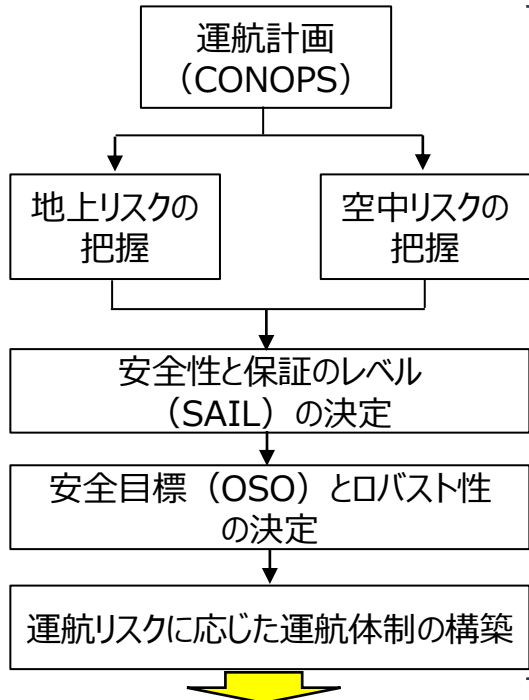 運航計画
（CONOPS）
地上リスクの
把握
空中リスクの
把握
安全性と保証のレベル
（SAIL）の決定
安全目標（OSO）とロバスト性
の決定
運航リスクに応じた運航体制の構築